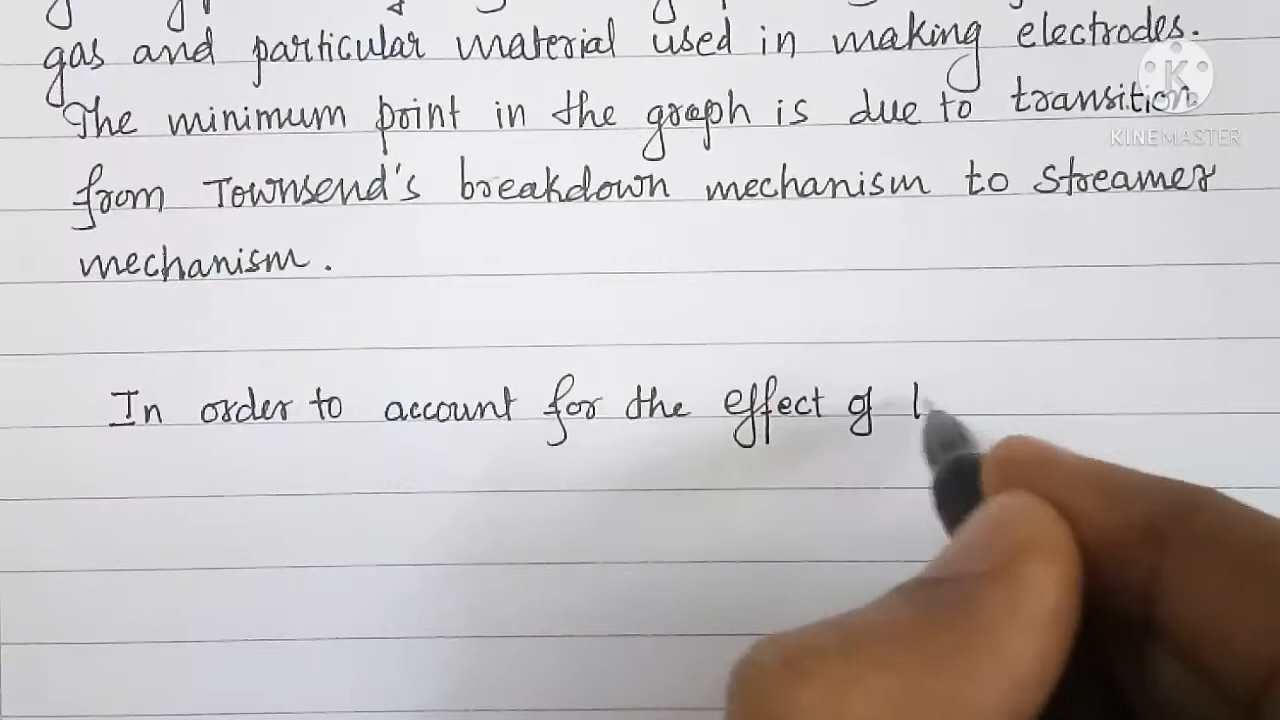 gas and particular material used in making electrodes.
The minimum point in the graph is due to transition
K
KINEMASTER
from Townsend's breakdown mechanism to streamer
mechanism.
In order to account for the effect of